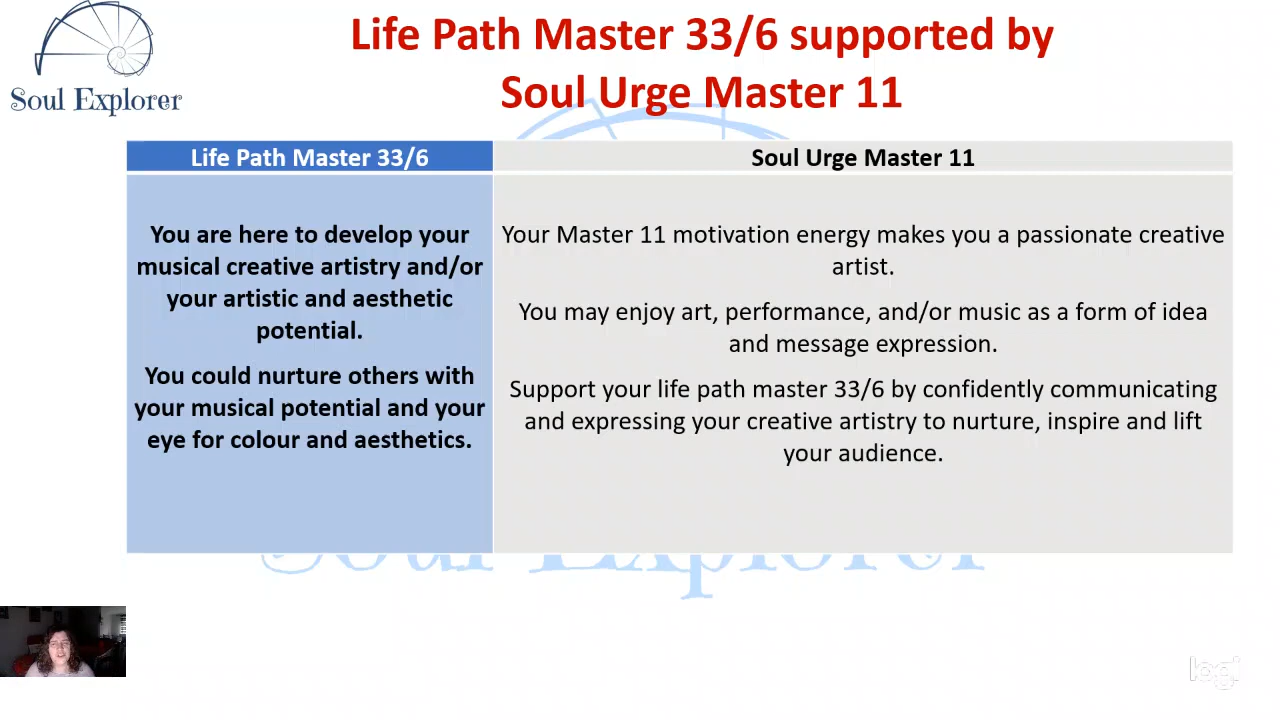 Life Path Master 33/6 supported by
Soul Urge Master 11
Soul Explorer
Life Path Master 33/6
Soul Urge Master 11
You are here to develop your
musical creative artistry and/or
your artistic and aesthetic
potential.
You could nurture others with
your musical potential and your
eye for colour and aesthetics.
Your Master 11 motivation energy makes you a passionate creative
artist.
You may enjoy art, performance, and/or music as a form of idea
and message expression.
Support your life path master 33/6 by confidently communicating
and expressing your creative artistry to nurture, inspire and lift
your audience.
Soul Explorer
logi